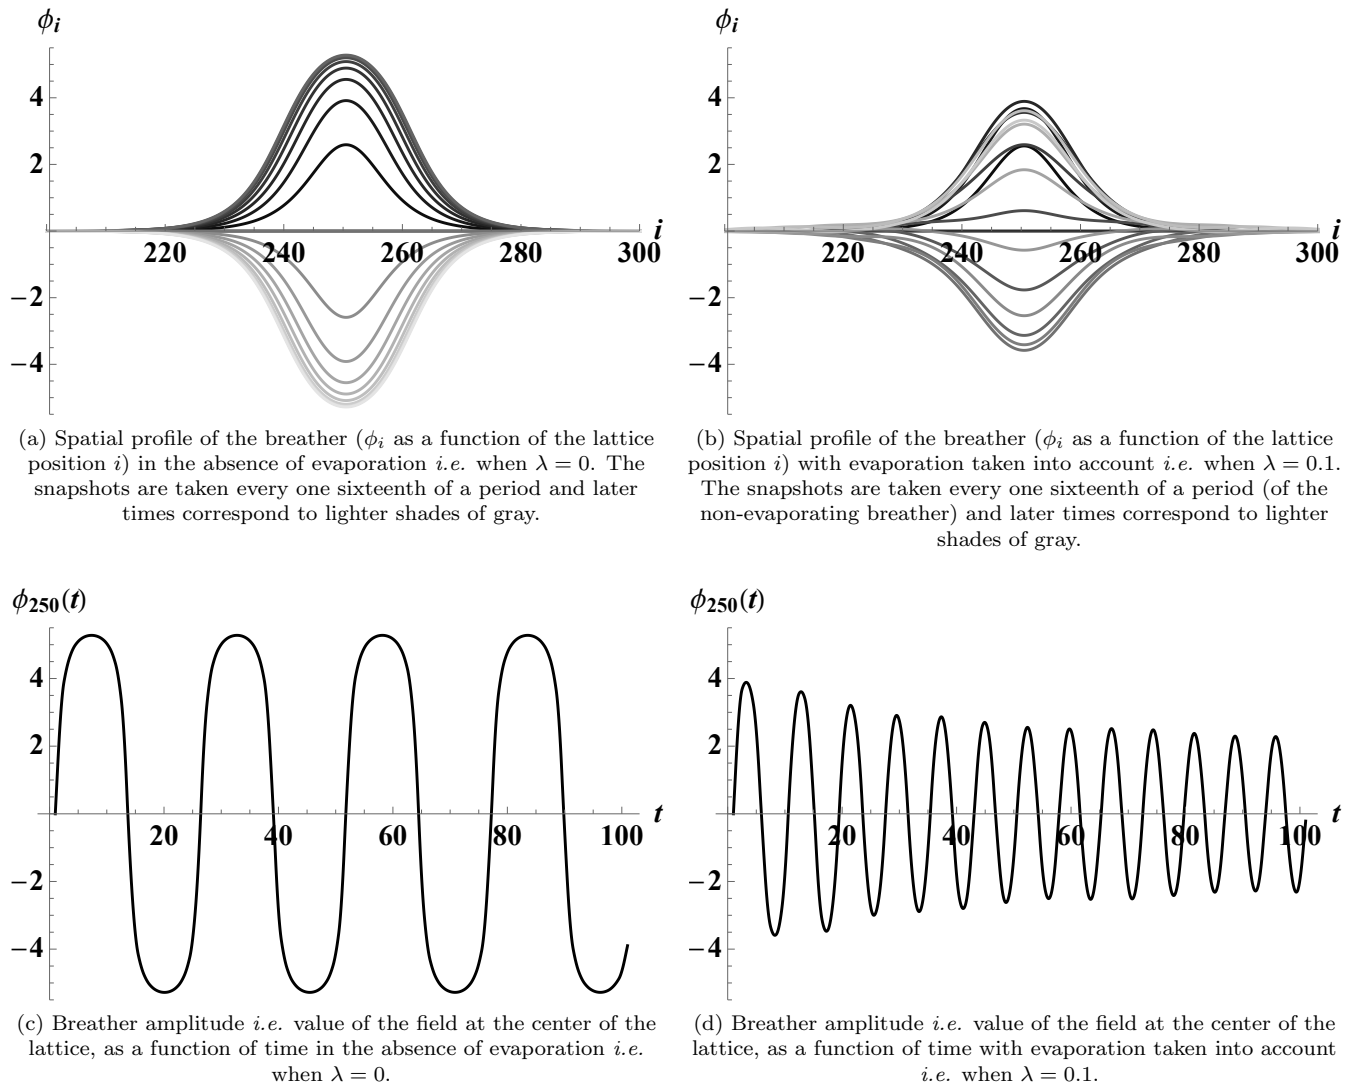 ϕi
4
2
−2
−4
220 240 260 280 300
i
(a) Spatial profile of the breather (ϕi as a function of the lattice
position i) in the absence of evaporation i.e. when λ = 0. The
snapshots are taken every one sixteenth of a period and later
times correspond to lighter shades of gray.
ϕi
4
2
−2
−4
220 240 260 280 300
i
(b) Spatial profile of the breather (ϕi as a function of the lattice
position i) with evaporation taken into account i.e. when λ = 0.1.
The snapshots are taken every one sixteenth of a period (of the
non-evaporating breather) and later times correspond to lighter
shades of gray.
ϕ250(t)
4
2
−2
−4
20 40 60 80 100
t
(c) Breather amplitude i.e. value of the field at the center of the
lattice, as a function of time in the absence of evaporation i.e.
when λ = 0.
ϕ250(t)
4
2
−2
−4
20 40 60 80 100
t
(d) Breather amplitude i.e. value of the field at the center of the
lattice, as a function of time with evaporation taken into account
i.e. when λ = 0.1.